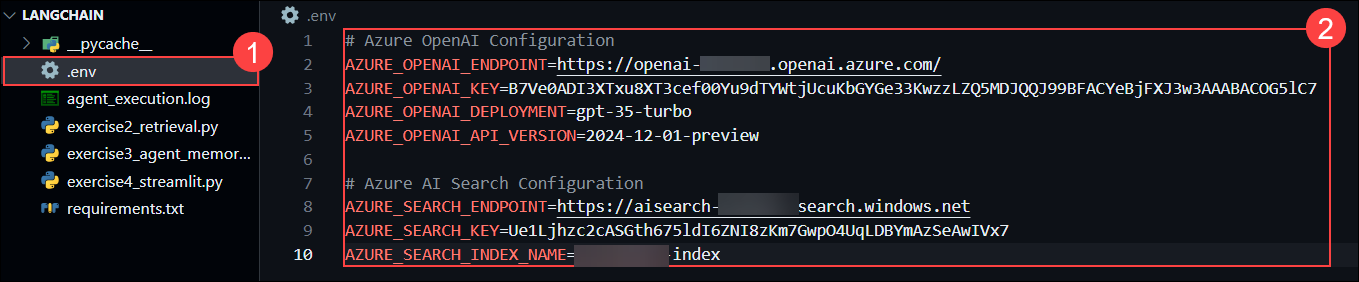 LANGCHAIN
__pycache__
.env
agent_execution.log
exercise2_retrieval.py
exercise3_agent_memor...
exercise4_streamlit.py
requirements.txt
1
.env
2
1 # Azure OpenAI Configuration
2 AZURE_OPENAI_ENDPOINT=https://openai- .openai.azure.com/
3 AZURE_OPENAI_KEY=B7Ve0ADI3XTxu8XT3cef00Yu9dTYWtjUcuKbGYGe33KwzzLZQ5MDJQQJ99BFACYeBjFXJ3w3AAABACOG5lC7
4 AZURE_OPENAI_DEPLOYMENT=gpt-35-turbo
5 AZURE_OPENAI_API_VERSION=2024-12-01-preview
6
7 # Azure AI Search Configuration
8 AZURE_SEARCH_ENDPOINT=https://aisearch- search.windows.net
9 AZURE_SEARCH_KEY=Ue1Ljhzc2cASGth675ldI6ZNI8zKm7GwpO4UqLDBYmAzSeAwIVx7
10 AZURE_SEARCH_INDEX_NAME= -index